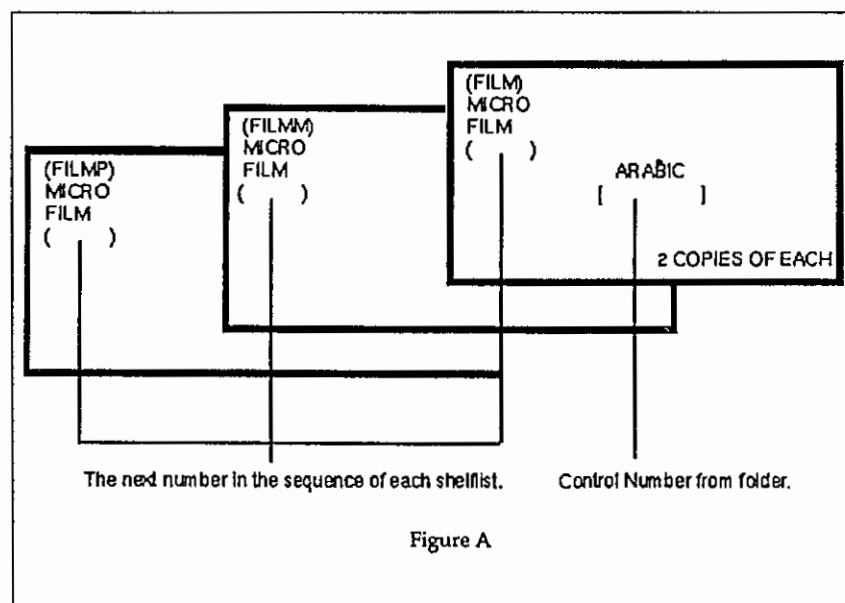 (FILMP)
MICRO
FILM
( )
(FILMM)
MICRO
FILM
( )
(FILM)
MICRO
FILM
( )
ARABIC
[ ]
2 COPIES OF EACH
The next number in the sequence of each shelflist.
Control Number from folder.
Figure A